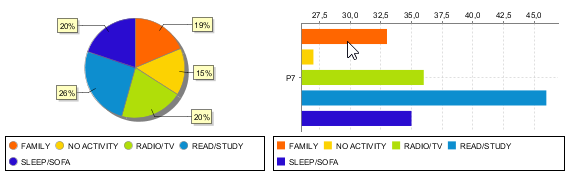 20%
19%
15%
26%
20%
FAMILY NO ACTIVITY RADIO/TV READ/STUDY
SLEEP/SOFA
27,5 30,0 32,5 35,0 37,5 40,0 42,5 45,0
P7
FAMILY NO ACTIVITY RADIO/TV READ/STUDY
SLEEP/SOFA